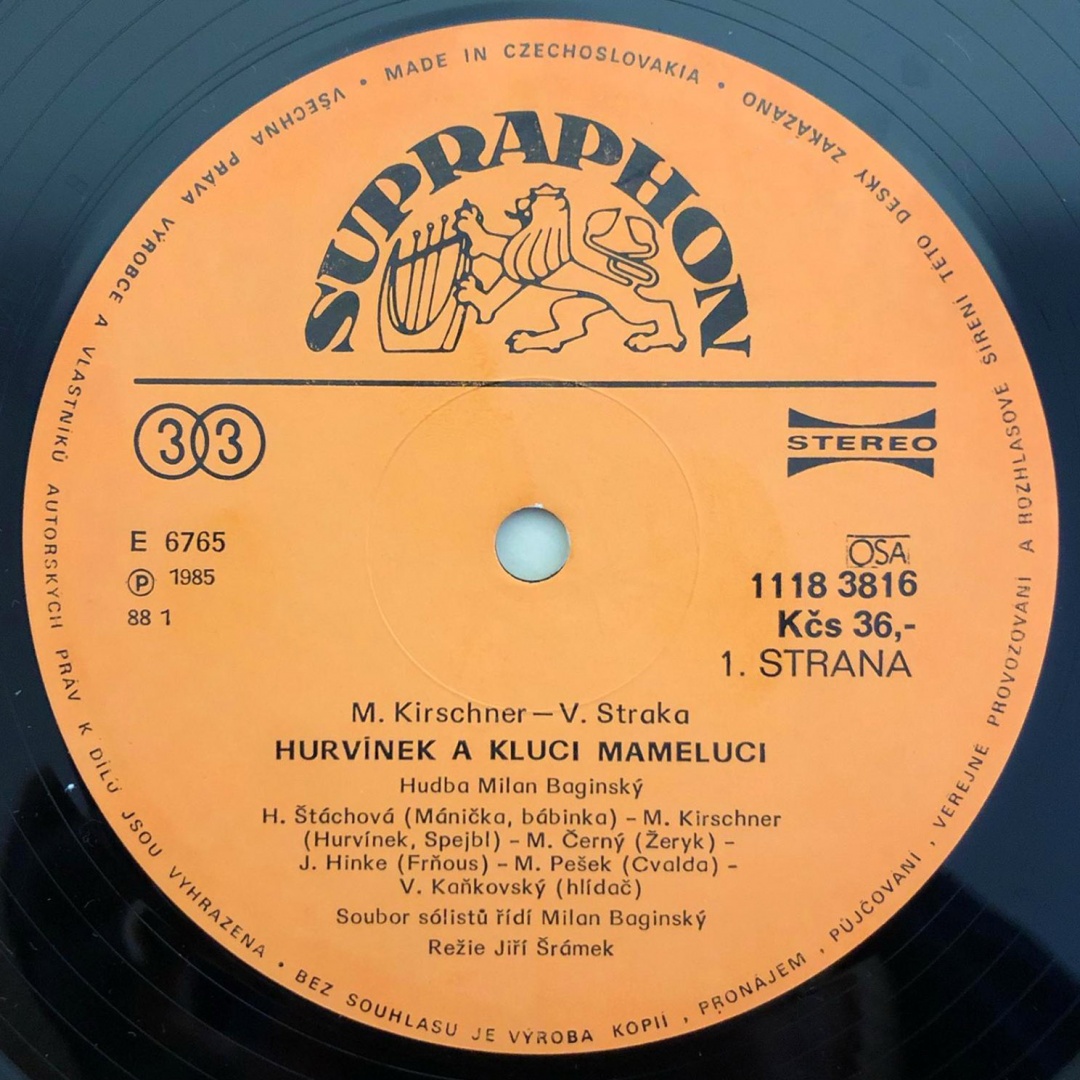 MADE IN CZECHOSLOVAKIA • VŠECHNA PRÁVA VÝROBCE A VLASTNÍKŮ AUTORSKÝCH PRÁV K DÍLŮ JSOU VYHRAZENA • BEZ SOUHLASU JE VÝROBA KOPIÍ, PRONÁJEM, PŮJČOVÁNÍ, VEŘEJNÉ PROVOZOVÁNÍ A ROZHLASOVÉ ŠÍŘENÍ TÉTO DESKY ZAKÁZÁNO •
SUPRAPHON
33
STEREO
E 6765
℗ 1985
88 1
OSA
1118 3816
Kčs 36,-
1. STRANA
M. Kirschner — V. Straka
HURVÍNEK A KLUCI MAMELUCI
Hudba Milan Baginský
H. Štáchová (Mánička, bábinka) – M. Kirschner
(Hurvínek, Spejbl) – M. Černý (Žeryk) –
J. Hinke (Frňous) – M. Pešek (Cvalda) –
V. Kaňkovský (hlídač)
Soubor sólistů řídí Milan Baginský
Režie Jiří Šrámek